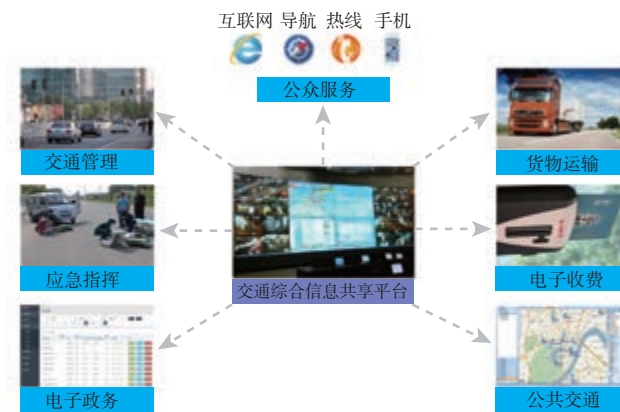 互联网 导航 热线 手机
公众服务
交通管理
货物运输
应急指挥
电子收费
交通综合信息共享平台
电子政务
公共交通